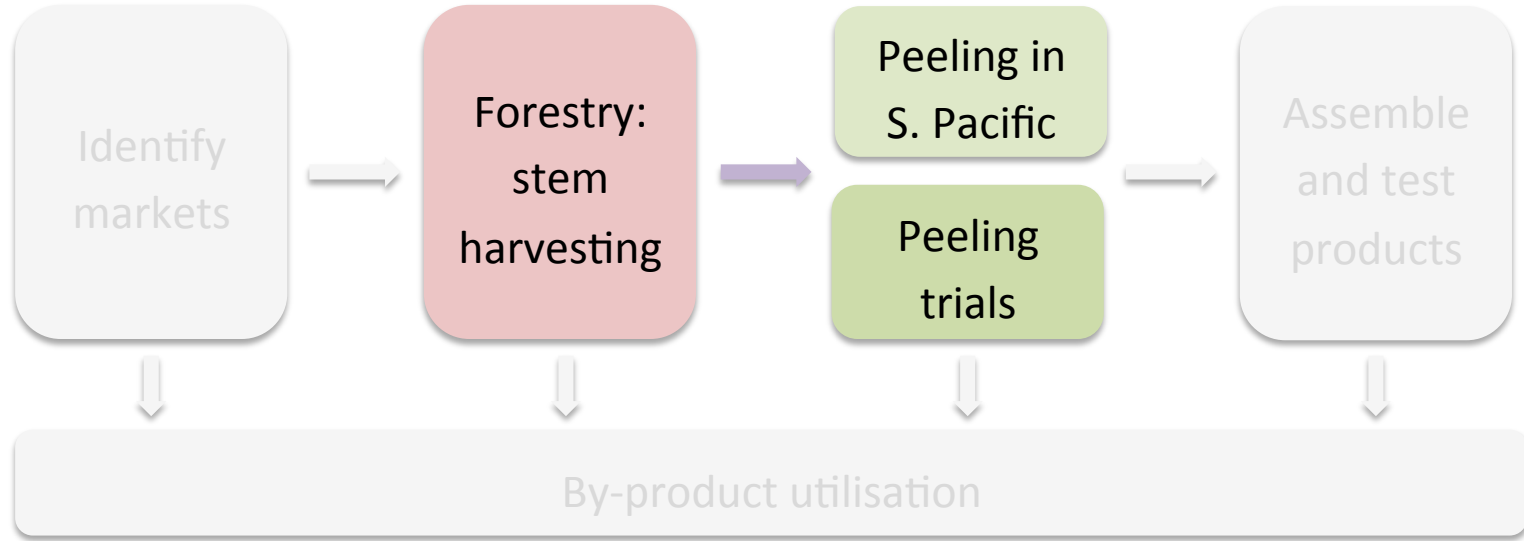 Identify
markets
Forestry:
stem
harvesting
Peeling in
S. Pacific
Peeling
trials
Assemble
and test
products
By-product utilisation